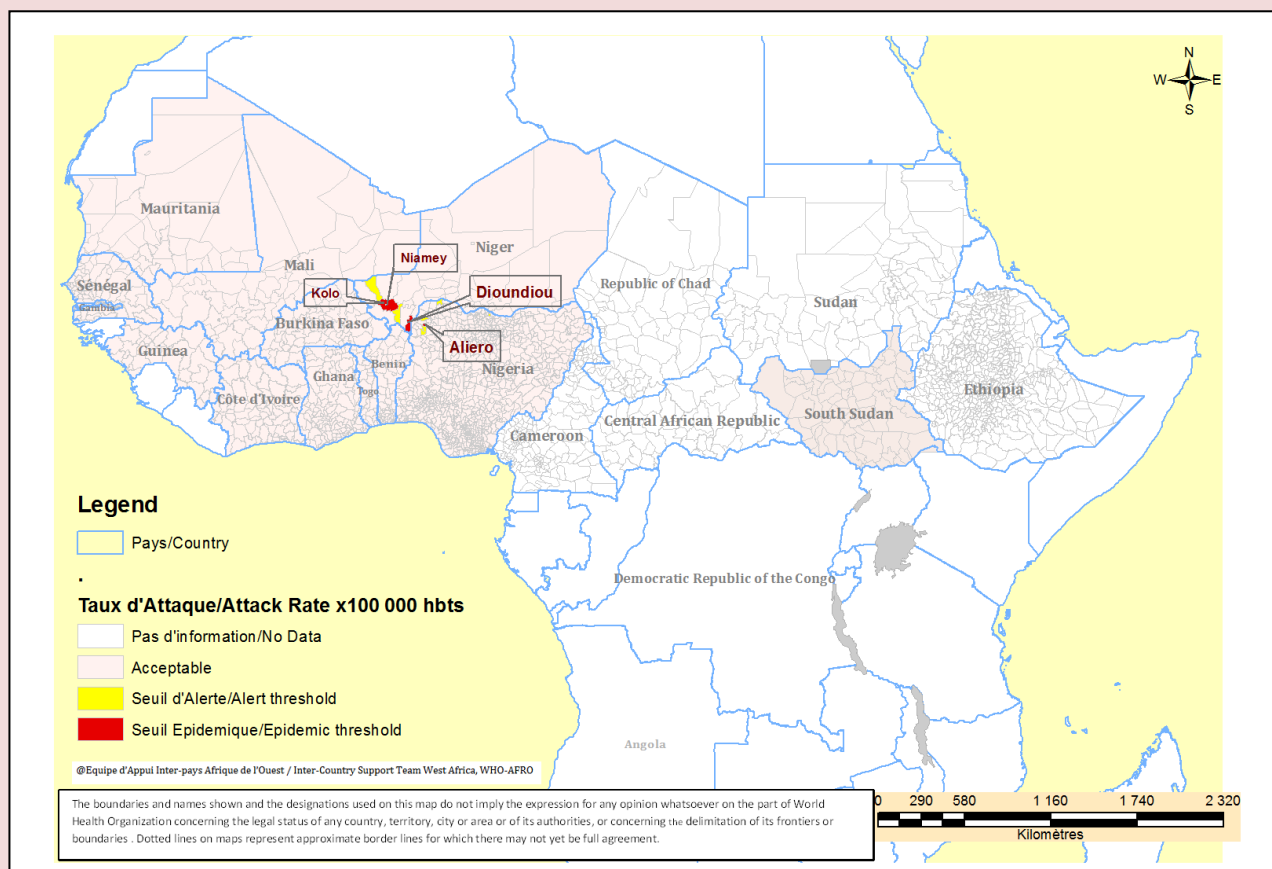 N
W E
S
Mauritania
Mali
Niger
Niamey
Kolo
Dioundiou
Aliero
Sénégal
Gambia
Burkina Faso
Guinea
Ghana
Togo
Benin
Nigeria
Côte d'Ivoire
Republic of Chad
Sudan
Cameroon
Central African Republic
South Sudan
Ethiopia
Democratic Republic of the Congo
Angola
Legend
Pays/Country
.
Taux d'Attaque/Attack Rate x100 000 hbts
Pas d'information/No Data
Acceptable
Seuil d'Alerte/Alert threshold
Seuil Epidemique/Epidemic threshold
@Equipe d'Appui Inter-pays Afrique de l'Ouest / Inter-Country Support Team West Africa, WHO-AFRO
The boundaries and names shown and the designations used on this map do not imply the expression for any opinion whatsoever on the part of World
Health Organization concerning the legal status of any country, territory, city or area or of its authorities, or concerning the delimitation of its frontiers or
boundaries . Dotted lines on maps represent approximate border lines for which there may not yet be full agreement.
0 290 580 1 160 1 740 2 320
Kilomètres